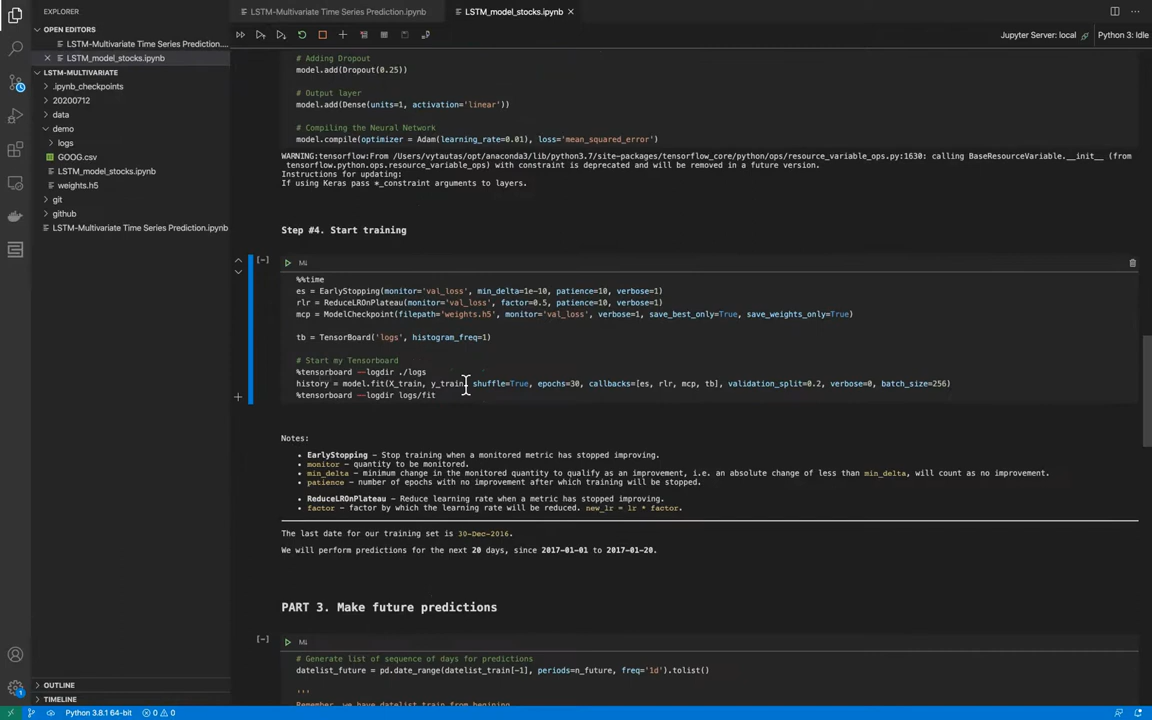 EXPLORER
OPEN EDITORS
LSTM-Multivariate Time Series Prediction....
LSTM_model_stocks.ipynb
LSTM-MULTIVARIATE
.ipynb_checkpoints
20200712
data
demo
logs
GOOG.csv
LSTM_model_stocks.ipynb
weights.h5
git
github
LSTM-Multivariate Time Series Prediction.ipynb
OUTLINE
TIMELINE
LSTM-Multivariate Time Series Prediction.ipynb
LSTM_model_stocks.ipynb
Jupyter Server: local
Python 3: Idle
# Adding Dropout
model.add(Dropout(0.25))
# Output layer
model.add(Dense(units=1, activation='linear'))
# Compiling the Neural Network
model.compile(optimizer = Adam(learning_rate=0.01), loss='mean_squared_error')
WARNING:tensorflow:From /Users/vytautas/opt/anaconda3/lib/python3.7/site-packages/tensorflow_core/python/ops/resource_variable_ops.py:1630: calling BaseResourceVariable.__init__ (from
tensorflow.python.ops.resource_variable_ops) with constraint is deprecated and will be removed in a future version.
Instructions for updating:
If using Keras pass *_constraint arguments to layers.
Step #4. Start training
[-]
M↓
%%time
es = EarlyStopping(monitor='val_loss', min_delta=1e-10, patience=10, verbose=1)
rlr = ReduceLROnPlateau(monitor='val_loss', factor=0.5, patience=10, verbose=1)
mcp = ModelCheckpoint(filepath='weights.h5', monitor='val_loss', verbose=1, save_best_only=True, save_weights_only=True)
tb = TensorBoard('logs', histogram_freq=1)
# Start my Tensorboard
%tensorboard --logdir ./logs
history = model.fit(X_train, y_train, shuffle=True, epochs=30, callbacks=[es, rlr, mcp, tb], validation_split=0.2, verbose=0, batch_size=256)
%tensorboard --logdir logs/fit
Notes:
• EarlyStopping - Stop training when a monitored metric has stopped improving.
• monitor - quantity to be monitored.
• min_delta - minimum change in the monitored quantity to qualify as an improvement, i.e. an absolute change of less than min_delta, will count as no improvement.
• patience - number of epochs with no improvement after which training will be stopped.
• ReduceLROnPlateau - Reduce learning rate when a metric has stopped improving.
• factor - factor by which the learning rate will be reduced. new_lr = lr * factor.
The last date for our training set is 30-Dec-2016.
We will perform predictions for the next 20 days, since 2017-01-01 to 2017-01-20.
PART 3. Make future predictions
[-]
M↓
# Generate list of sequence of days for predictions
datelist_future = pd.date_range(datelist_train[-1], periods=n_future, freq='1d').tolist()
'''
Remember, we have datelist_train from begining.
Python 3.8.1 64-bit
0
0